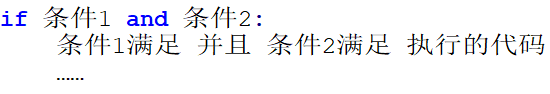 if 条件1 and 条件2:
    条件1满足 并且 条件2满足 执行的代码
    ……